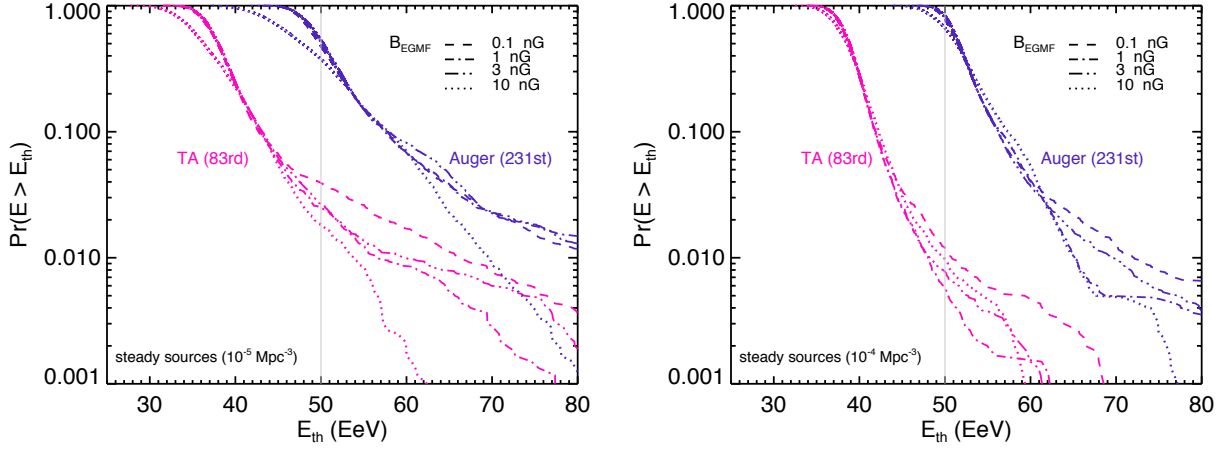 1.000
0.100
0.010
0.001
Pr(E > E_th)
B_EGMF
0.1 nG
1 nG
3 nG
10 nG
TA (83rd)
Auger (231st)
steady sources (10^-5 Mpc^-3)
30 40 50 60 70 80
E_th (EeV)
1.000
0.100
0.010
0.001
Pr(E > E_th)
B_EGMF
0.1 nG
1 nG
3 nG
10 nG
TA (83rd)
Auger (231st)
steady sources (10^-4 Mpc^-3)
30 40 50 60 70 80
E_th (EeV)